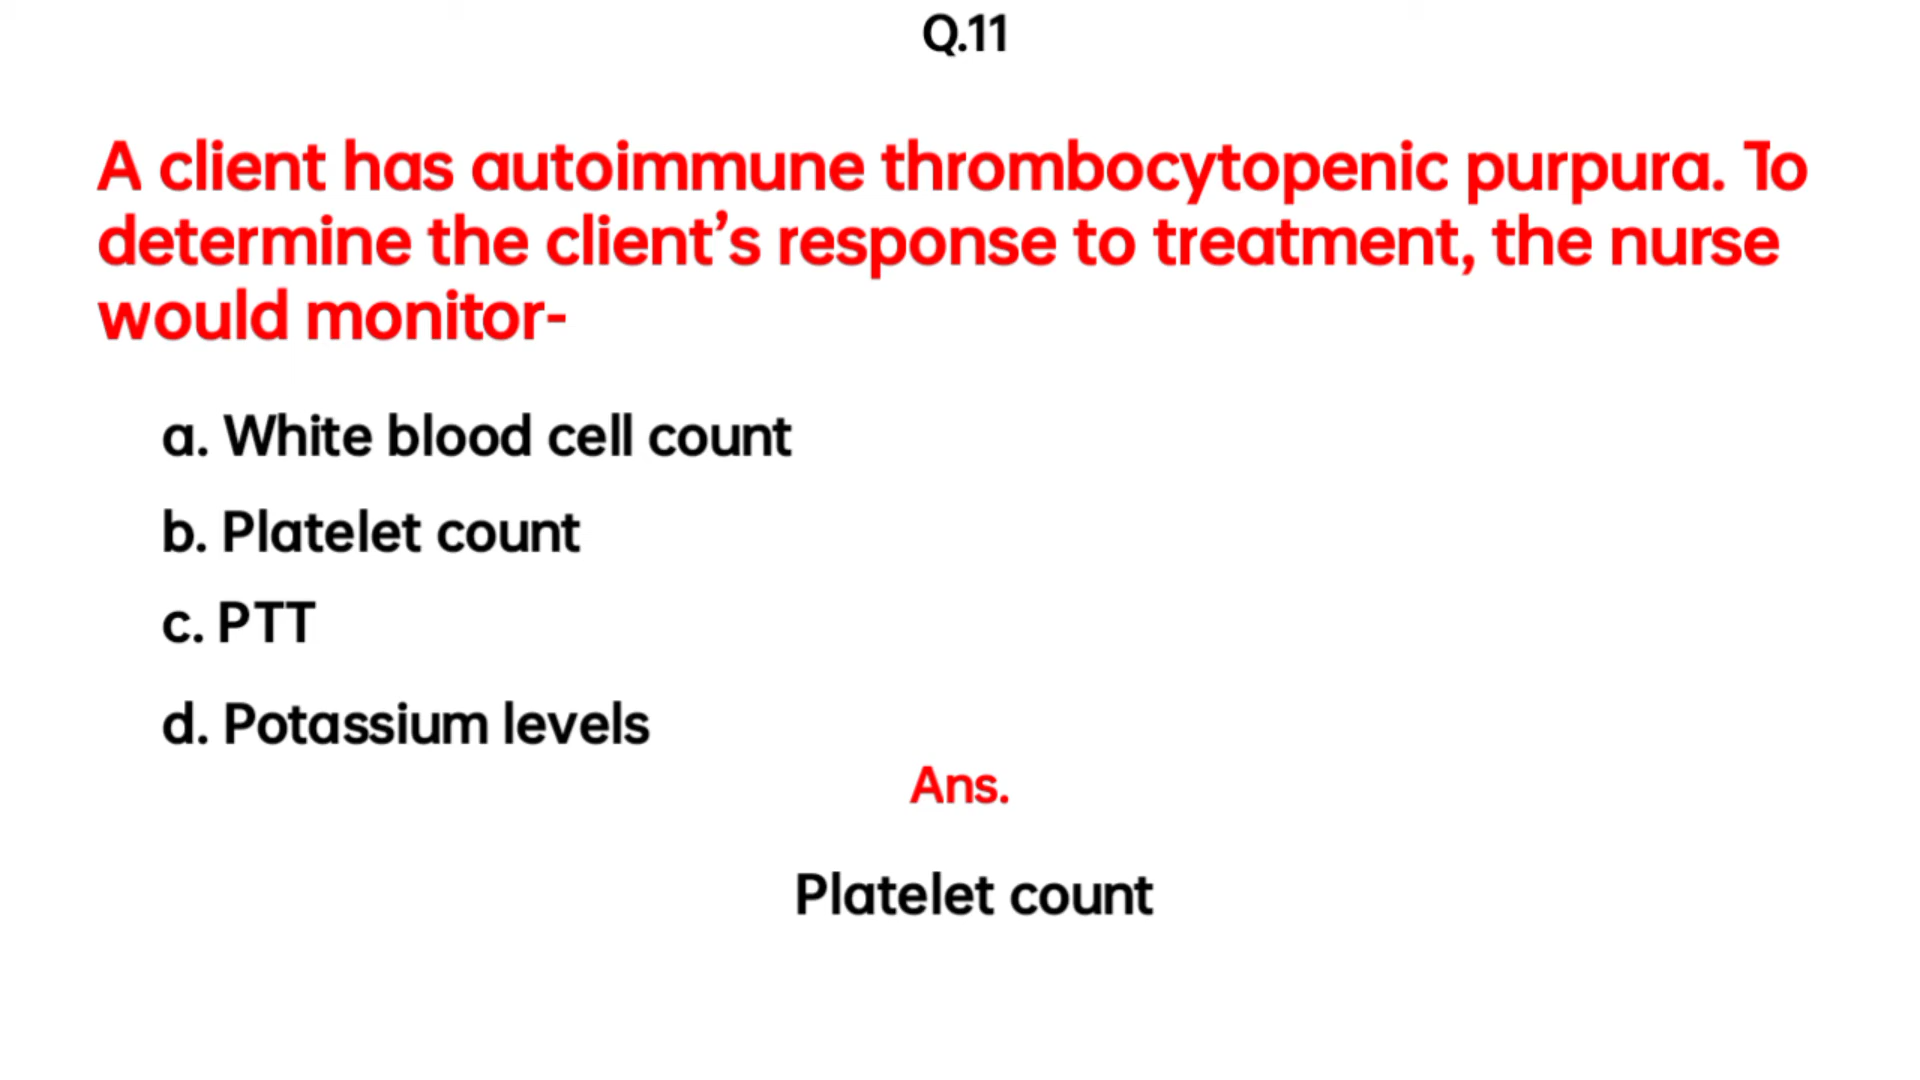 Q.11
A client has autoimmune thrombocytopenic purpura. To
determine the client’s response to treatment, the nurse
would monitor-
a. White blood cell count
b. Platelet count
c. PTT
d. Potassium levels
Ans.
Platelet count